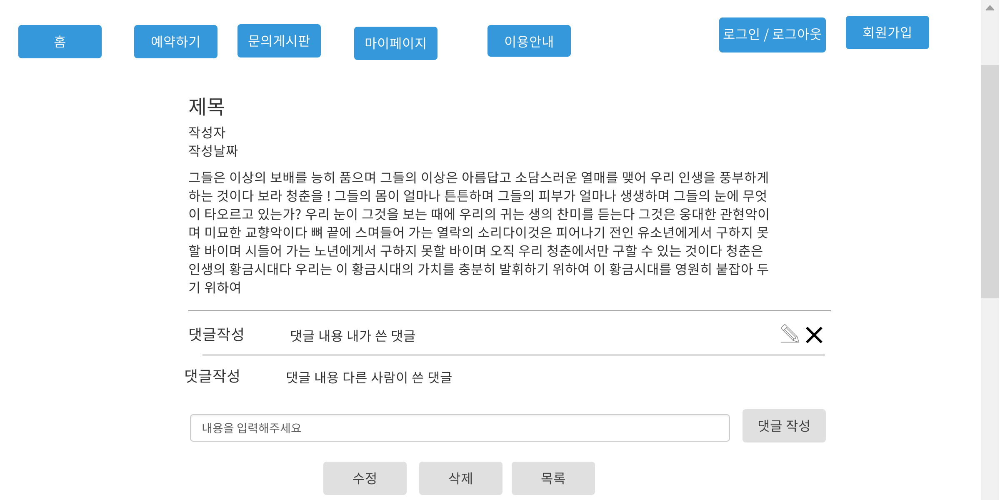 홈
예약하기
문의게시판
마이페이지
이용안내
로그인 / 로그아웃
회원가입
제목
작성자
작성날짜
그들은 이상의 보배를 능히 품으며 그들의 이상은 아름답고 소담스러운 열매를 맺어 우리 인생을 풍부하게
하는 것이다 보라 청춘을 ! 그들의 몸이 얼마나 튼튼하며 그들의 피부가 얼마나 생생하며 그들의 눈에 무엇
이 타오르고 있는가? 우리 눈이 그것을 보는 때에 우리의 귀는 생의 찬미를 듣는다 그것은 웅대한 관현악이
며 미묘한 교향악이다 뼈 끝에 스며들어 가는 열락의 소리다이것은 피어나기 전인 유소년에게서 구하지 못
할 바이며 시들어 가는 노년에게서 구하지 못할 바이며 오직 우리 청춘에서만 구할 수 있는 것이다 청춘은
인생의 황금시대다 우리는 이 황금시대의 가치를 충분히 발휘하기 위하여 이 황금시대를 영원히 붙잡아 두
기 위하여
댓글작성 댓글 내용 내가 쓴 댓글
댓글작성 댓글 내용 다른 사람이 쓴 댓글
내용을 입력해주세요
댓글 작성
수정
삭제
목록